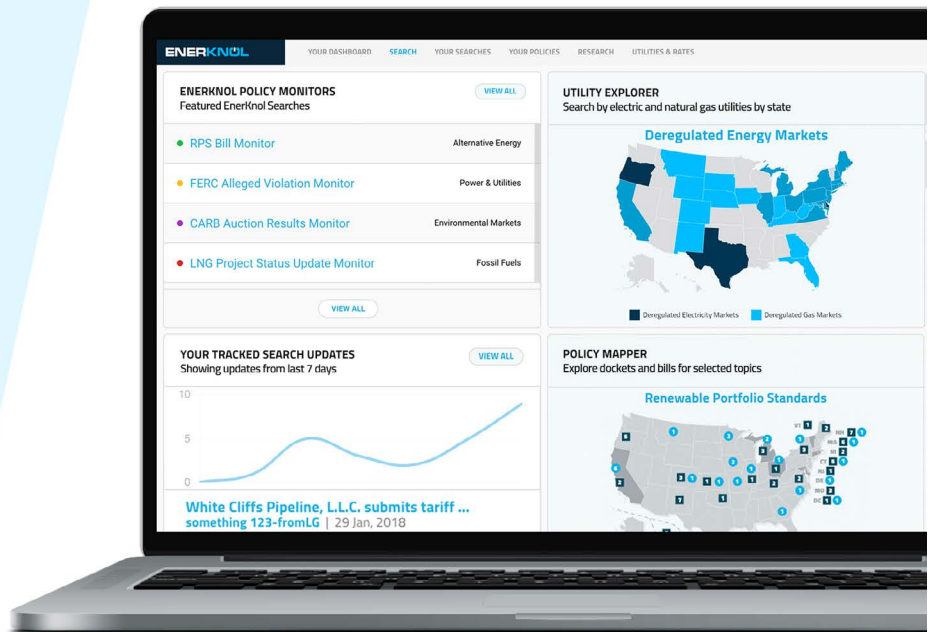 ENERKNOL
YOUR DASHBOARD SEARCH YOUR SEARCHES YOUR POLICIES RESEARCH UTILITIES & RATES
ENERKNOL POLICY MONITORS
Featured EnerKnol Searches
VIEW ALL
RPS Bill Monitor Alternative Energy
FERC Alleged Violation Monitor Power & Utilities
CARB Auction Results Monitor Environmental Markets
LNG Project Status Update Monitor Fossil Fuels
VIEW ALL
UTILITY EXPLORER
Search by electric and natural gas utilities by state
Deregulated Energy Markets
Deregulated Electricity Markets Deregulated Gas Markets
YOUR TRACKED SEARCH UPDATES
Showing updates from last 7 days
VIEW ALL
10
5
0
White Cliffs Pipeline, L.L.C. submits tariff ...
something 123-fromLG | 29 Jan, 2018
POLICY MAPPER
Explore dockets and bills for selected topics
Renewable Portfolio Standards